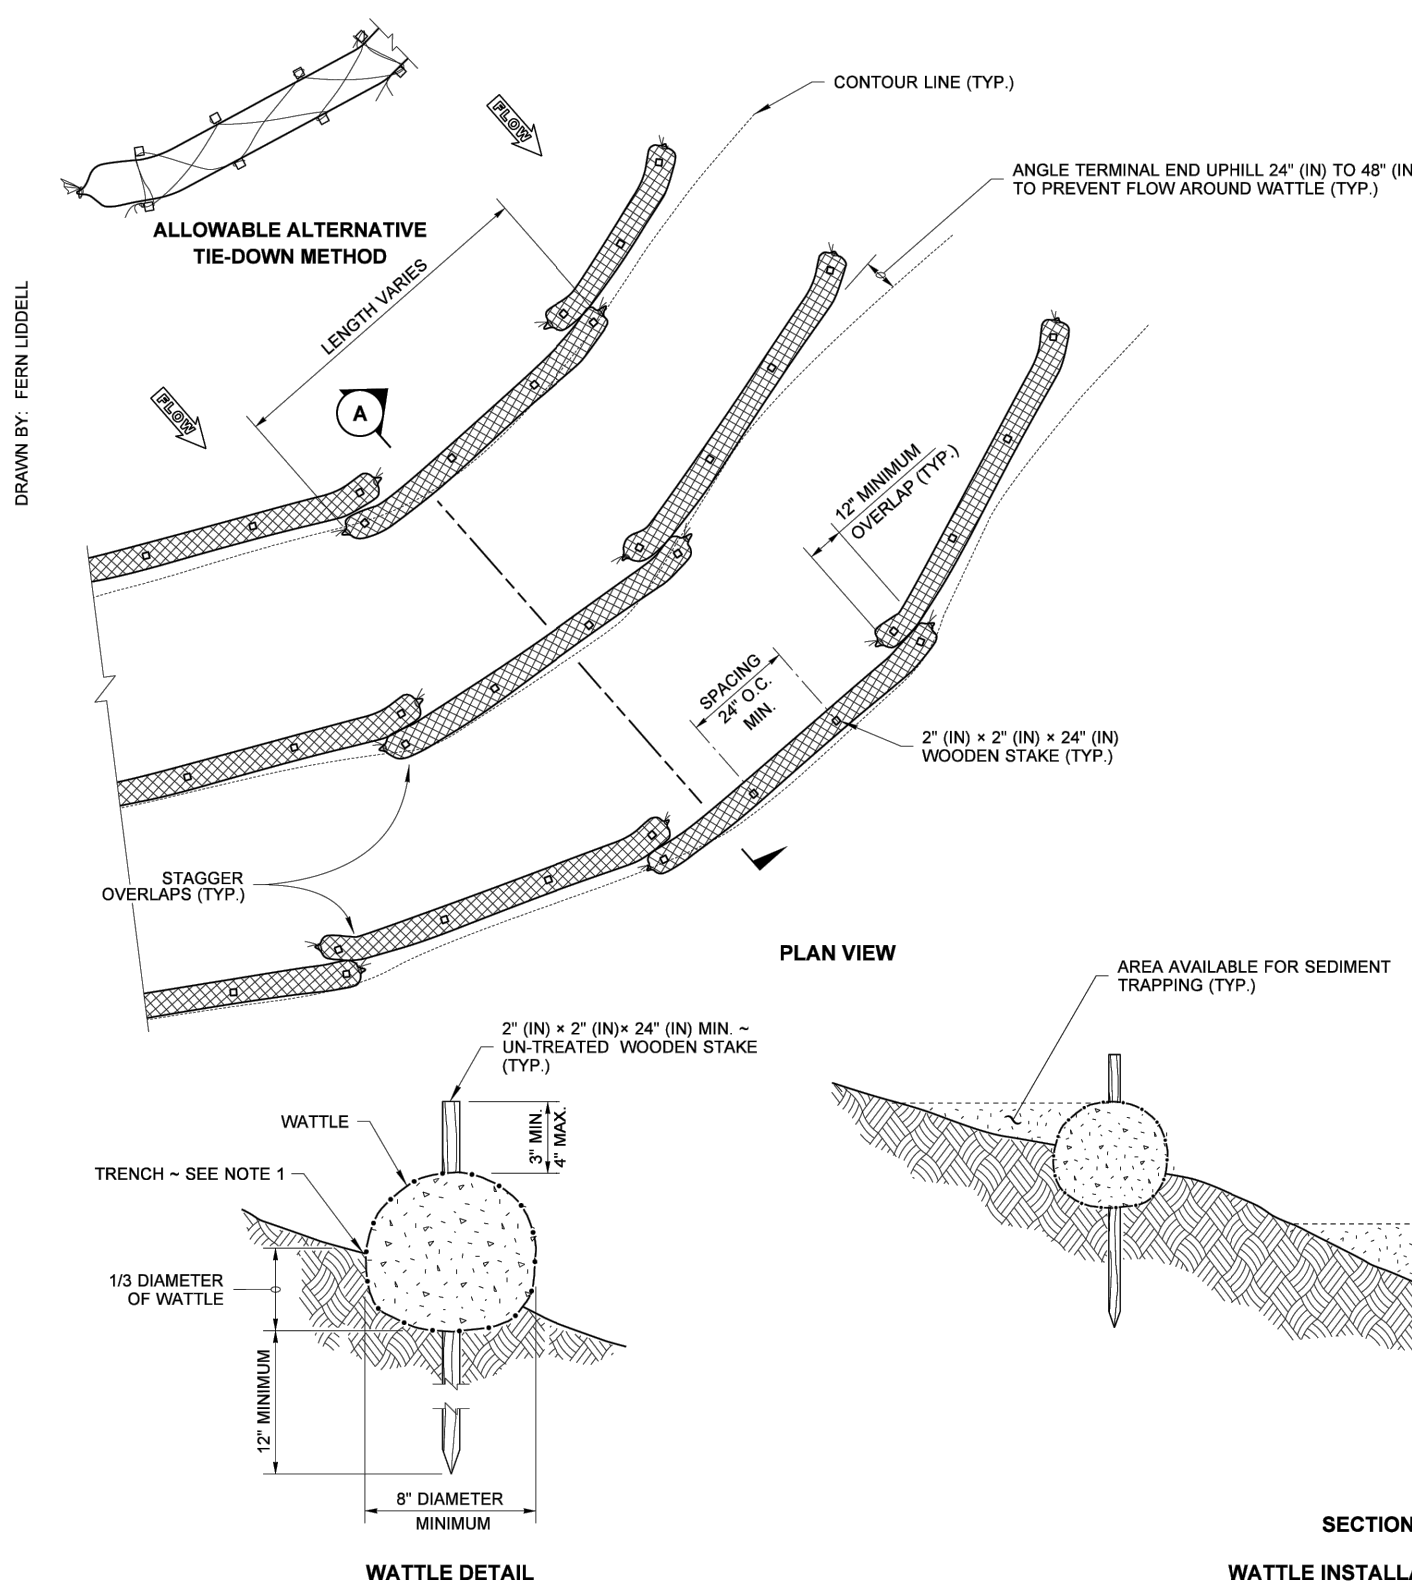 CONTOUR LINE (TYP.)
FLOW
ANGLE TERMINAL END UPHILL 24" (IN) TO 48" (IN
TO PREVENT FLOW AROUND WATTLE (TYP.)
ALLOWABLE ALTERNATIVE
TIE-DOWN METHOD
LENGTH VARIES
DRAWN BY: FERN LIDDELL
FLOW
A
12" MINIMUM
OVERLAP (TYP.)
SPACING
24" O.C.
MIN.
2" (IN) × 2" (IN) × 24" (IN)
WOODEN STAKE (TYP.)
STAGGER
OVERLAPS (TYP.)
PLAN VIEW
AREA AVAILABLE FOR SEDIMENT
TRAPPING (TYP.)
2" (IN) × 2" (IN)× 24" (IN) MIN. ~
UN-TREATED WOODEN STAKE
(TYP.)
WATTLE
3" MIN.
4" MAX.
TRENCH ~ SEE NOTE 1
1/3 DIAMETER
OF WATTLE
12" MINIMUM
8" DIAMETER
MINIMUM
WATTLE DETAIL
SECTION
WATTLE INSTALLA